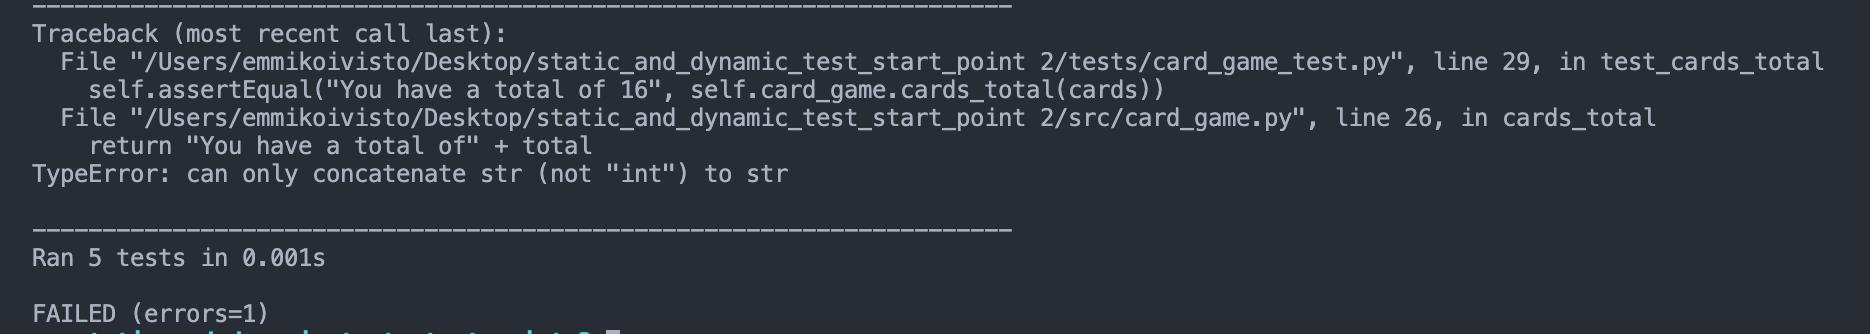 ----------------------------------------------------------------------
Traceback (most recent call last):
  File "/Users/emmikoivisto/Desktop/static_and_dynamic_test_start_point 2/tests/card_game_test.py", line 29, in test_cards_total
    self.assertEqual("You have a total of 16", self.card_game.cards_total(cards))
  File "/Users/emmikoivisto/Desktop/static_and_dynamic_test_start_point 2/src/card_game.py", line 26, in cards_total
    return "You have a total of" + total
TypeError: can only concatenate str (not "int") to str

----------------------------------------------------------------------
Ran 5 tests in 0.001s

FAILED (errors=1)